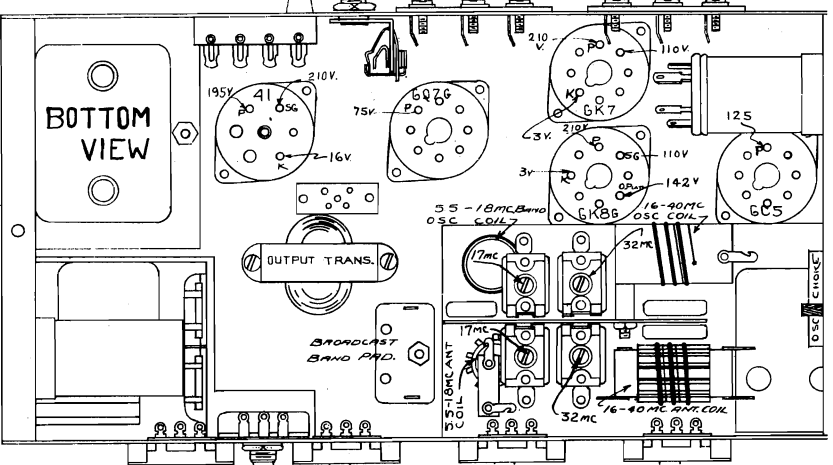 BOTTOM
VIEW
195V
41
210V.
P
SG
K
16V.
6Q7G
75V
P
210
V.
P
110V.
K
6K7
3V.
210V
P
SG
110V
3V
K
142V
6K8G
125
P
6C5
5.5-18MC. BAND
OSC COIL
16-40MC
OSC COIL
17MC
32MC
OSC CHOKE
OUTPUT TRANS.
BROADCAST
BAND PAD.
17MC
5.5-18MC ANT
COIL
32MC
16-40 MC. ANT. COIL